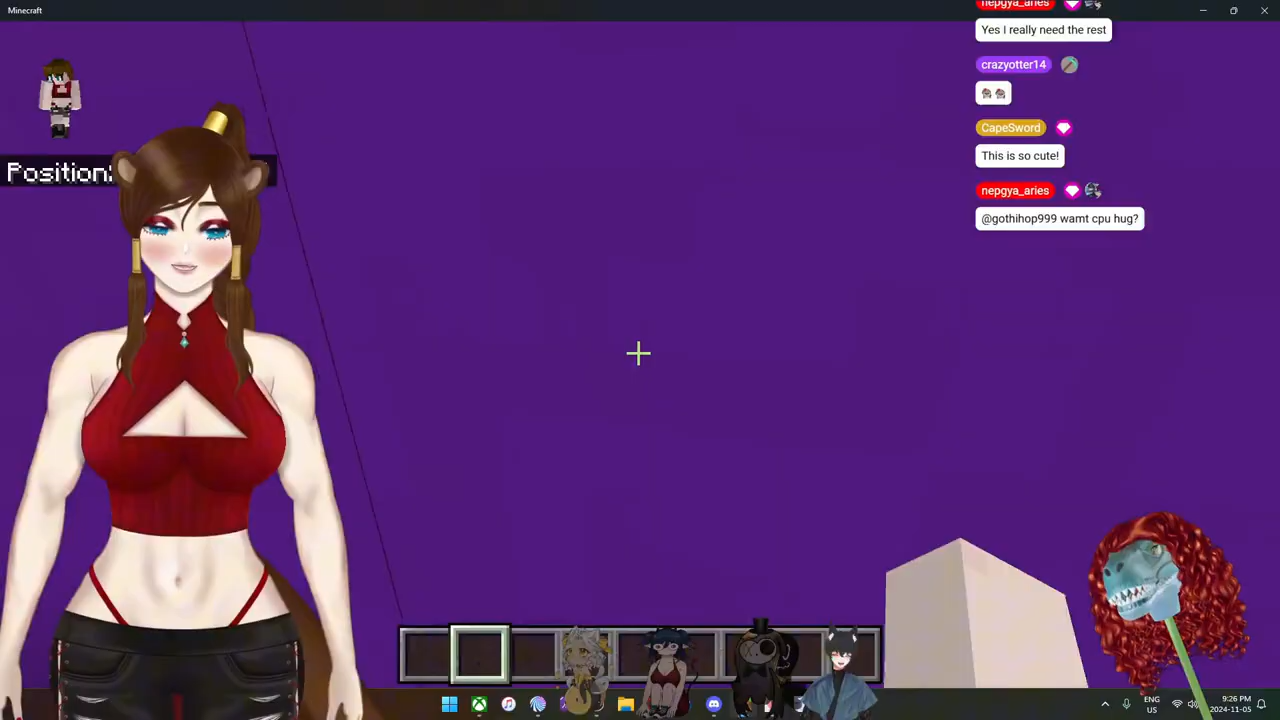 Minecraft
nepgya_aries
Yes I really need the rest
crazyotter14
CapeSword
This is so cute!
nepgya_aries
@gothihop999 wamt cpu hug?
Position:
ENG
US
9:26 PM
2024-11-05